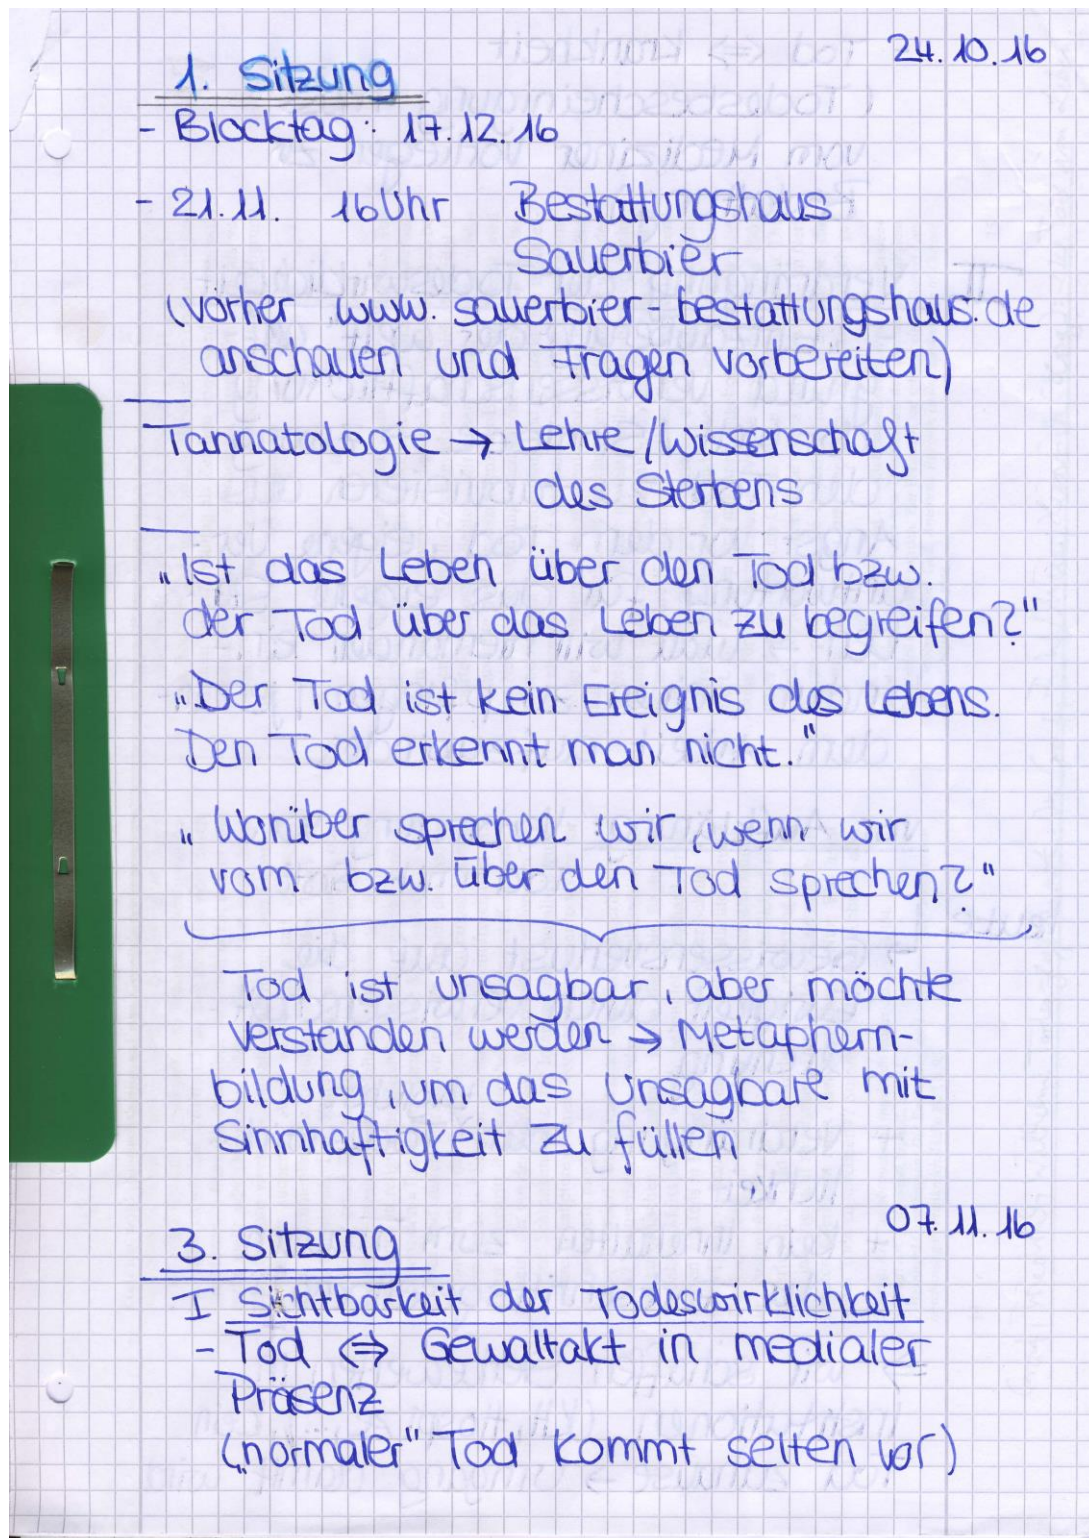 24.10.16
1. Sitzung
- Blocktag: 17.12.16
- 21.11. 16 Uhr Bestattungshaus
Sauerbier
(vorher www.sauerbier-bestattungshaus.de
anschauen und Fragen vorbereiten)
Tannatologie → Lehre/Wissenschaft
des Sterbens
„Ist das Leben über den Tod bzw.
der Tod über das Leben zu begreifen?"
„Der Tod ist kein Ereignis des Lebens.
Den Tod erkennt man nicht."
„Worüber sprechen wir, wenn wir
vom bzw. über den Tod sprechen?"
Tod ist unsagbar, aber möchte
verstanden werden → Metaphern-
bildung, um das Unsagbare mit
Sinnhaftigkeit zu füllen
07.11.16
3. Sitzung
I Sichtbarkeit der Todeswirklichkeit
- Tod ⇔ Gewaltakt in medialer
Präsenz
(„normaler" Tod kommt selten vor)